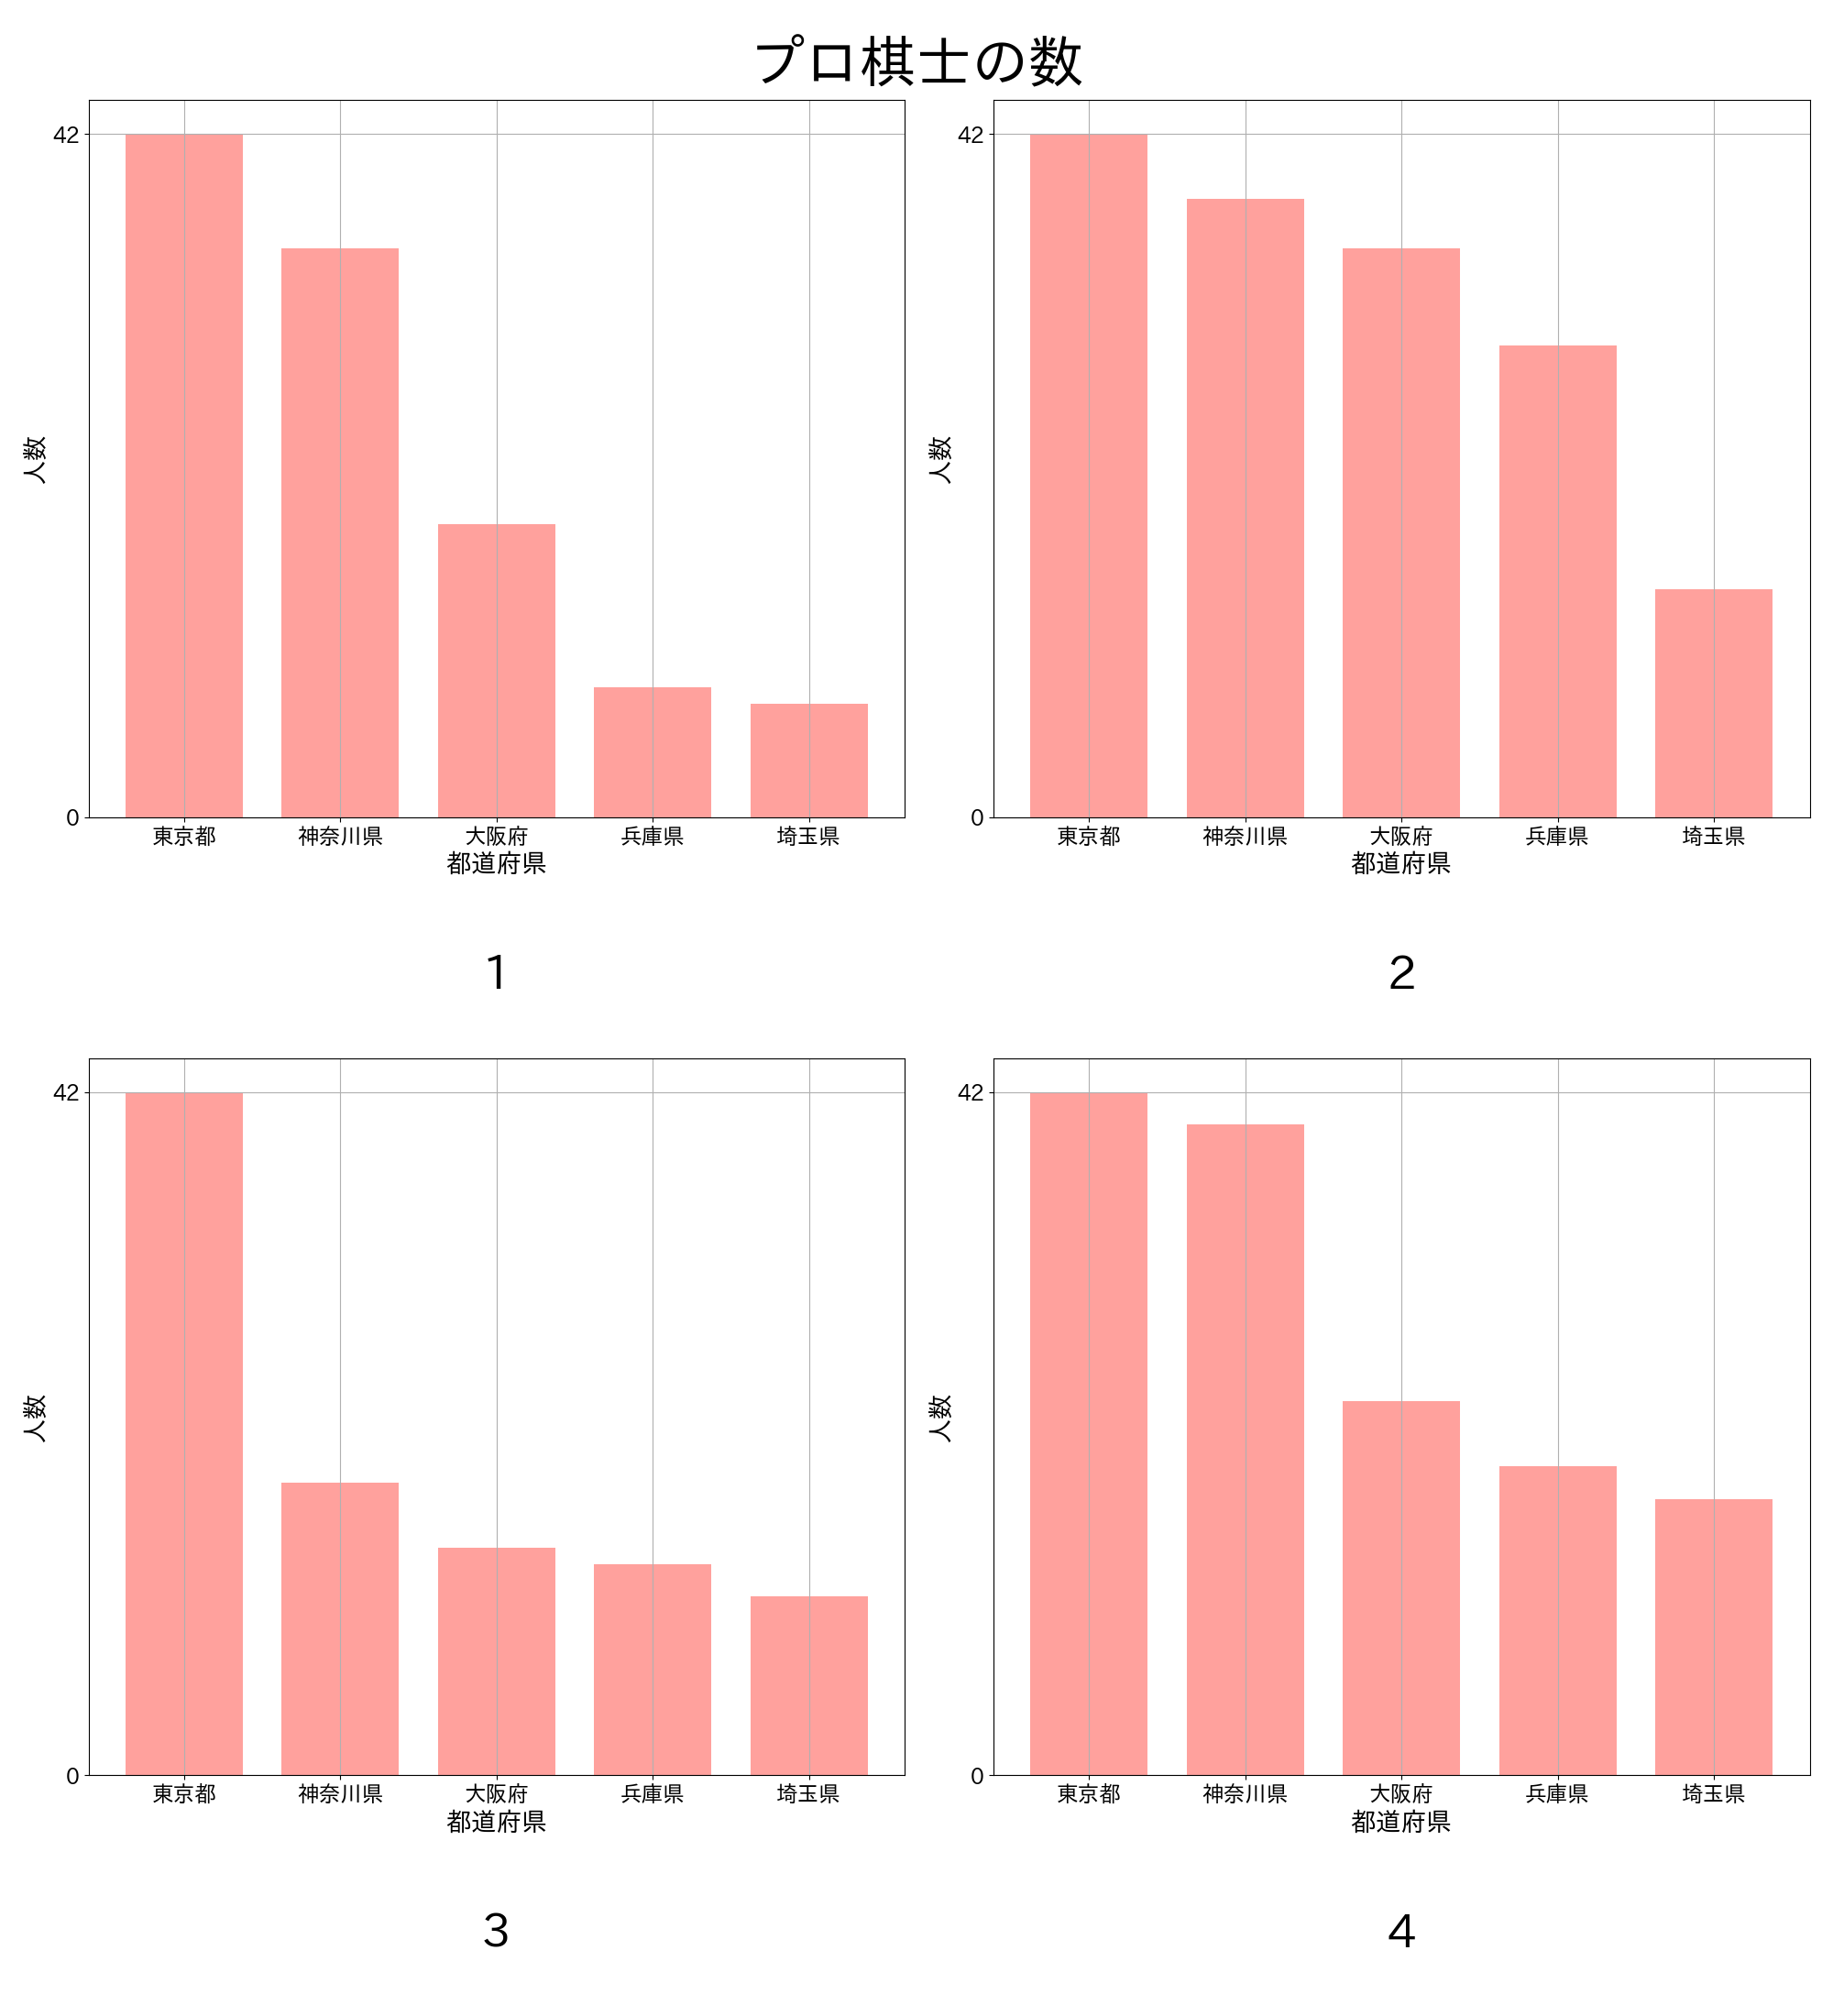 プロ棋士の数
42
0
人数
東京都 神奈川県 大阪府 兵庫県 埼玉県
都道府県
1
42
0
人数
東京都 神奈川県 大阪府 兵庫県 埼玉県
都道府県
2
42
0
人数
東京都 神奈川県 大阪府 兵庫県 埼玉県
都道府県
3
42
0
人数
東京都 神奈川県 大阪府 兵庫県 埼玉県
都道府県
4